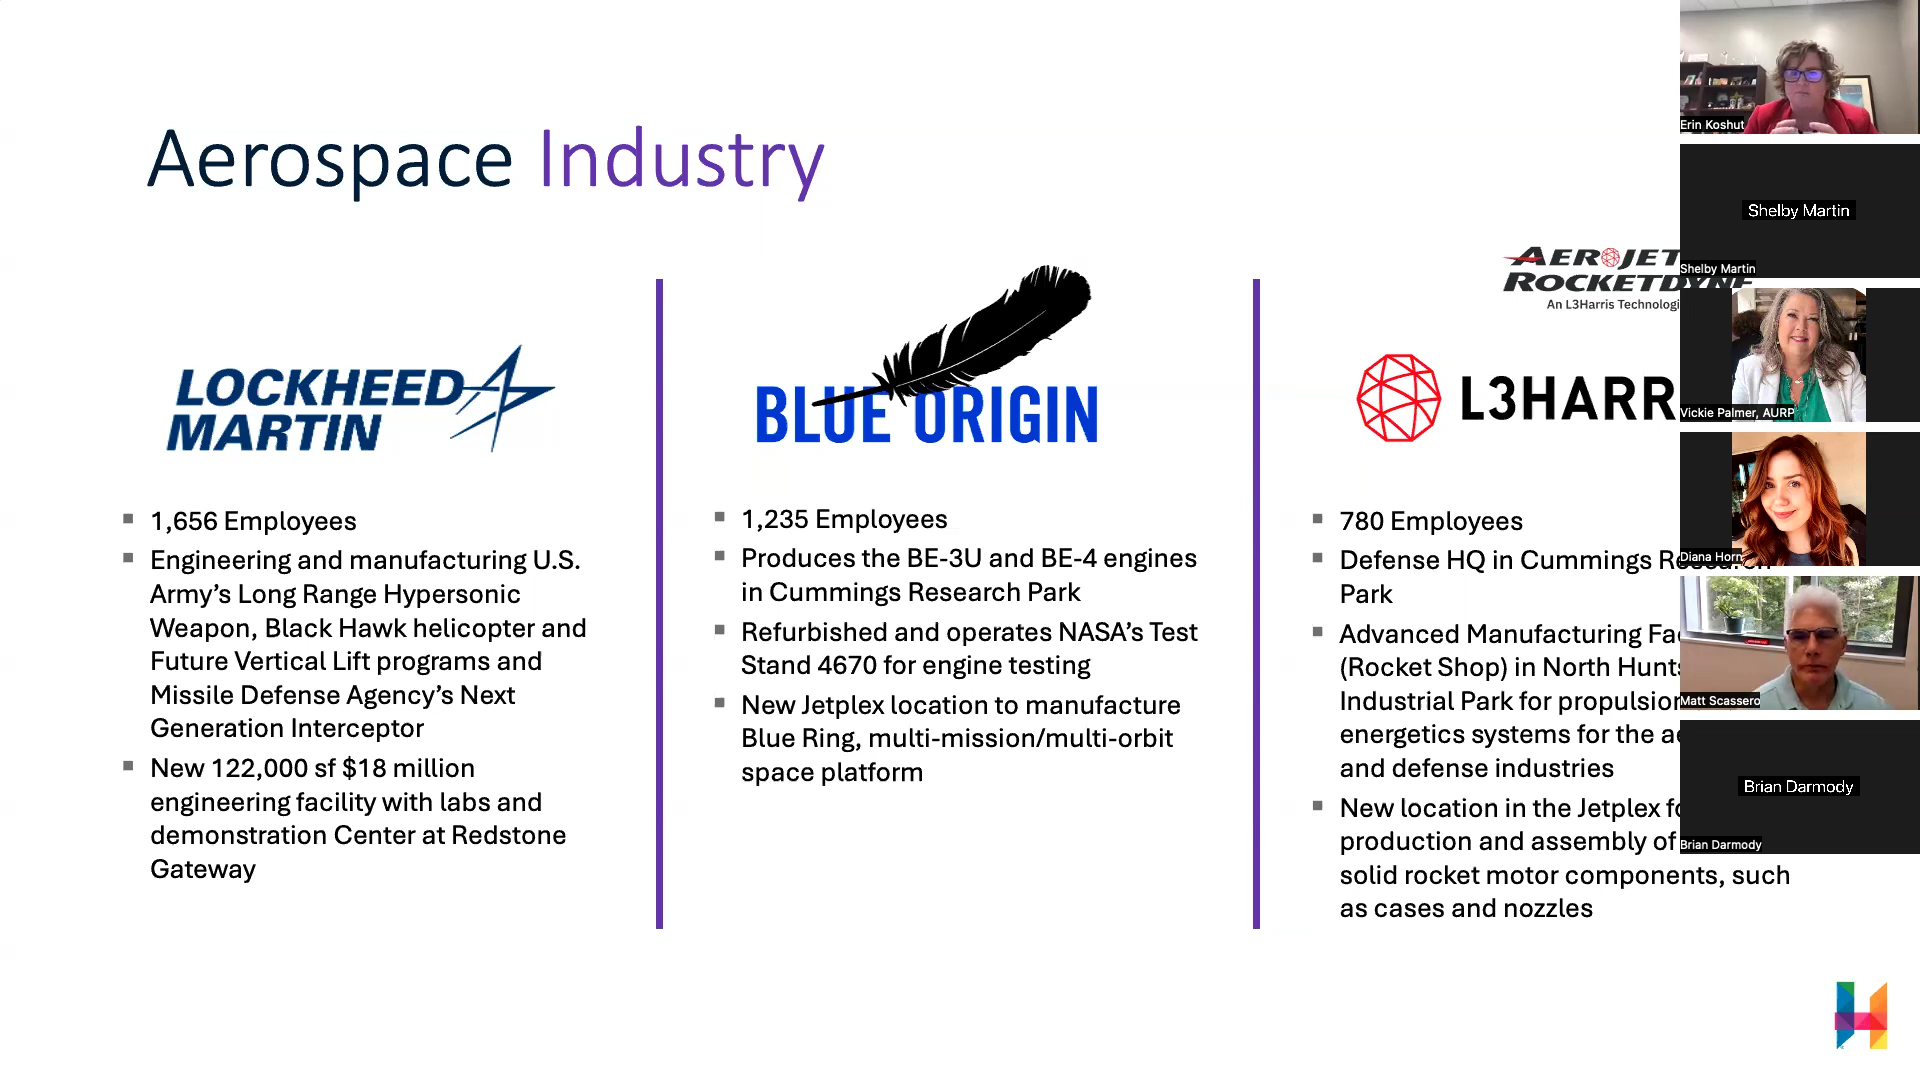 Aerospace Industry
LOCKHEED
MARTIN
1,656 Employees
Engineering and manufacturing U.S.
Army's Long Range Hypersonic
Weapon, Black Hawk helicopter and
Future Vertical Lift programs and
Missile Defense Agency's Next
Generation Interceptor
New 122,000 sf $18 million
engineering facility with labs and
demonstration Center at Redstone
Gateway
BLUE ORIGIN
1,235 Employees
Produces the BE-3U and BE-4 engines
in Cummings Research Park
Refurbished and operates NASA's Test
Stand 4670 for engine testing
New Jetplex location to manufacture
Blue Ring, multi-mission/multi-orbit
space platform
AEROJET
ROCKETDYNE
An L3Harris
L3HARR
780 Employees
Defense HQ in Cummings Research
Park
Advanced Manufacturing
(Rocket Shop) in North
Industrial Park for propulsion
energetics systems for the
and defense industries
New location in the Jetplex
production and assembly of
solid rocket motor components, such
as cases and nozzles
Erin Koshut
Shelby Martin
Shelby Martin
Vickie Palmer, AURP
Diana Horn
Matt Scassero
Brian Darmody
Brian Darmody